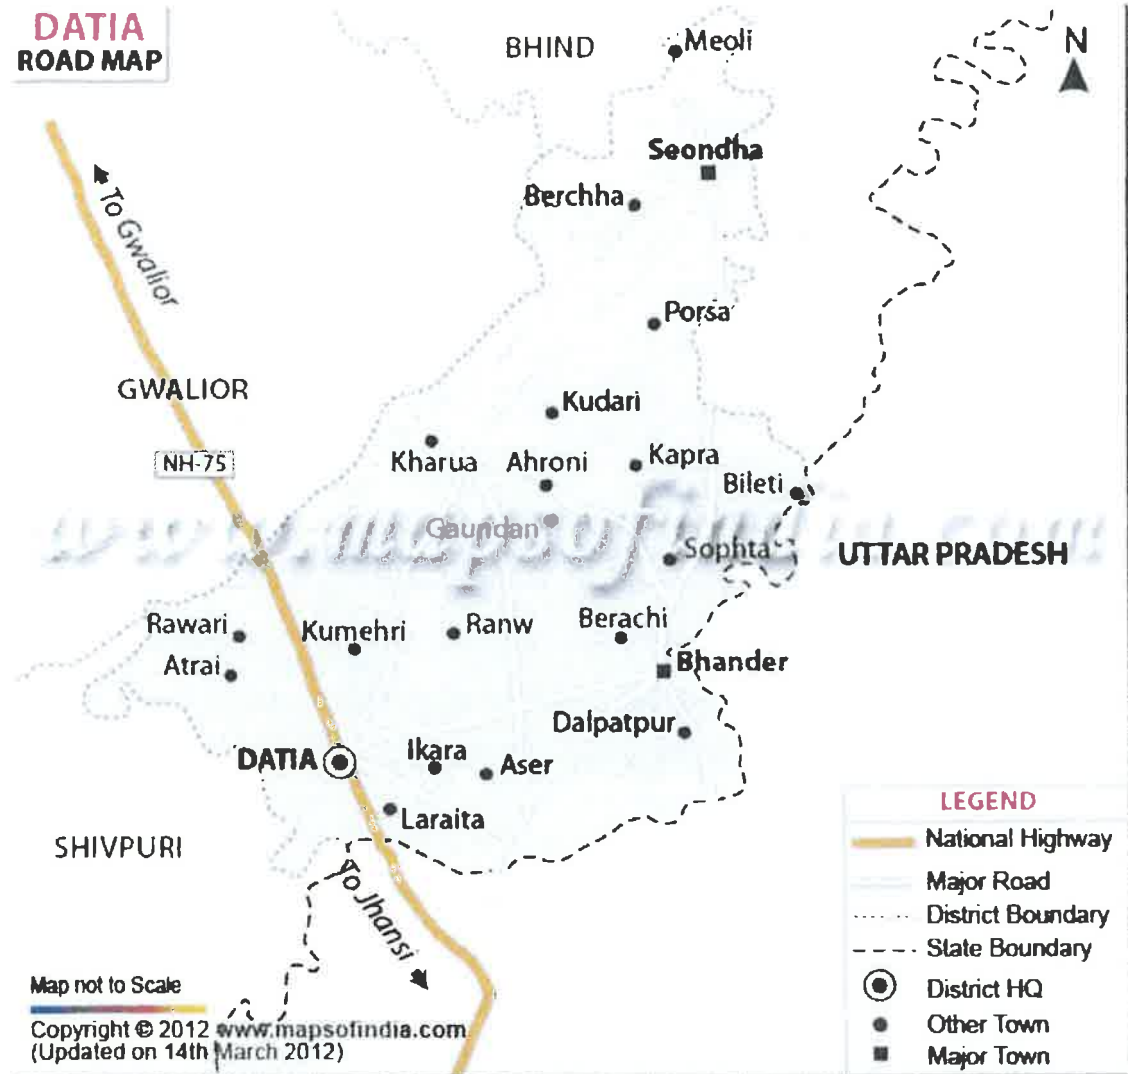 DATIA
ROAD MAP
BHIND
Meoli
N
Seondha
Berchha
To Gwalior
Porsa
GWALIOR
Kudari
NH-75
Kharua
Ahroni
Kapra
Bileti
www.mapsofindia.com
Gaundan
Sophta
UTTAR PRADESH
Rawari
Kumehri
Ranw
Berachi
Atrai
Bhander
Dalpatpur
DATIA
Ikara
Aser
Laraita
SHIVPURI
To Jhansi
LEGEND
National Highway
Major Road
District Boundary
State Boundary
District HQ
Other Town
Major Town
Map not to Scale
Copyright © 2012 www.mapsofindia.com
(Updated on 14th March 2012)